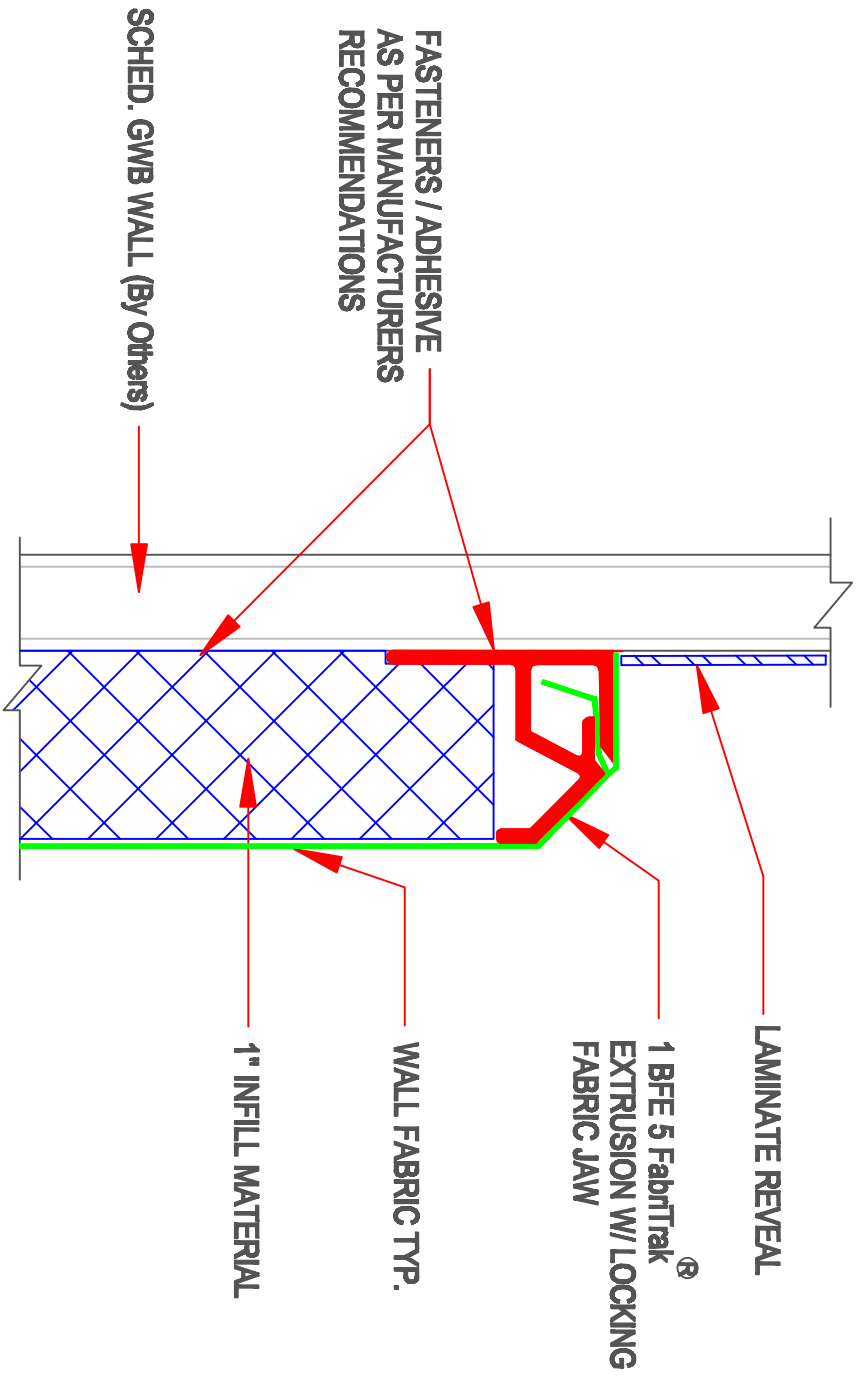 LAMINATE REVEAL
1 BFE 5 FabriTrak ®
EXTRUSION W/ LOCKING
FABRIC JAW
FASTENERS / ADHESIVE
AS PER MANUFACTURERS
RECOMMENDATIONS
WALL FABRIC TYP.
1" INFILL MATERIAL
SCHED. GWB WALL (By Others)